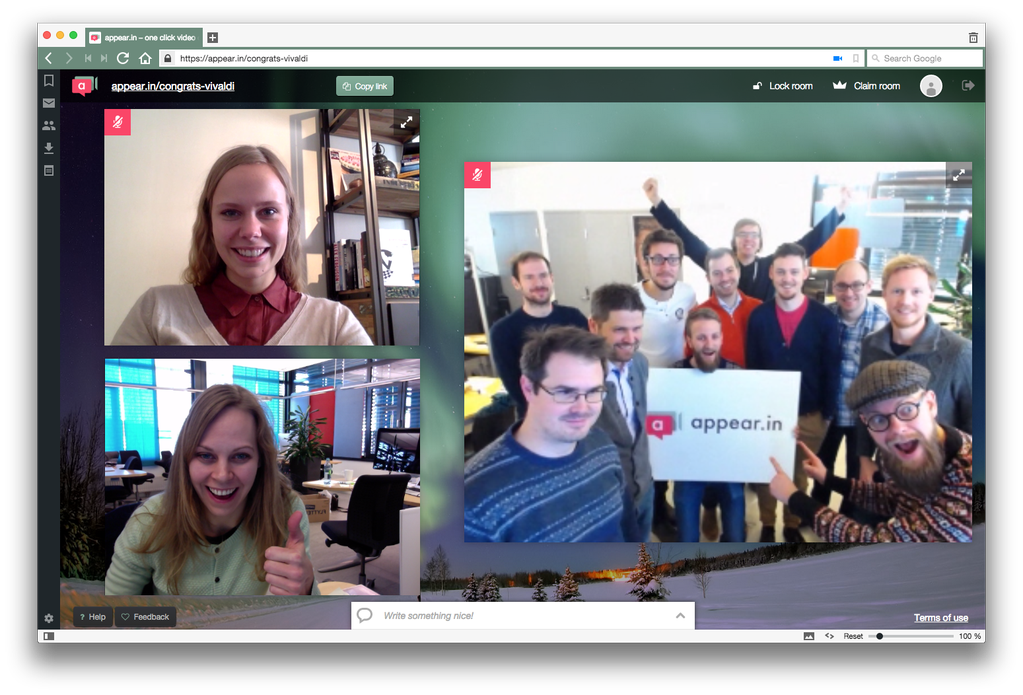 appear.in – one click video
https://appear.in/congrats-vivaldi
Search Google
a
appear.in/congrats-vivaldi
Copy link
Lock room
Claim room
a appear.in
? Help
Feedback
Write something nice!
Terms of use
Reset
100 %